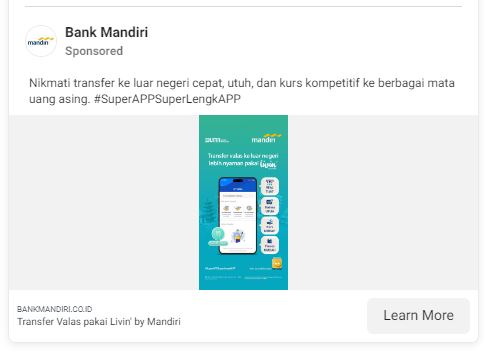 mandiri
Bank Mandiri
Sponsored
Nikmati transfer ke luar negeri cepat, utuh, dan kurs kompetitif ke berbagai mata
uang asing. #SuperAPPSuperLengkAPP
BUMN mandiri
Transfer valas ke luar negeri
lebih nyaman pakai livin'
BANKMANDIRI.CO.ID
Transfer Valas pakai Livin' by Mandiri
Learn More